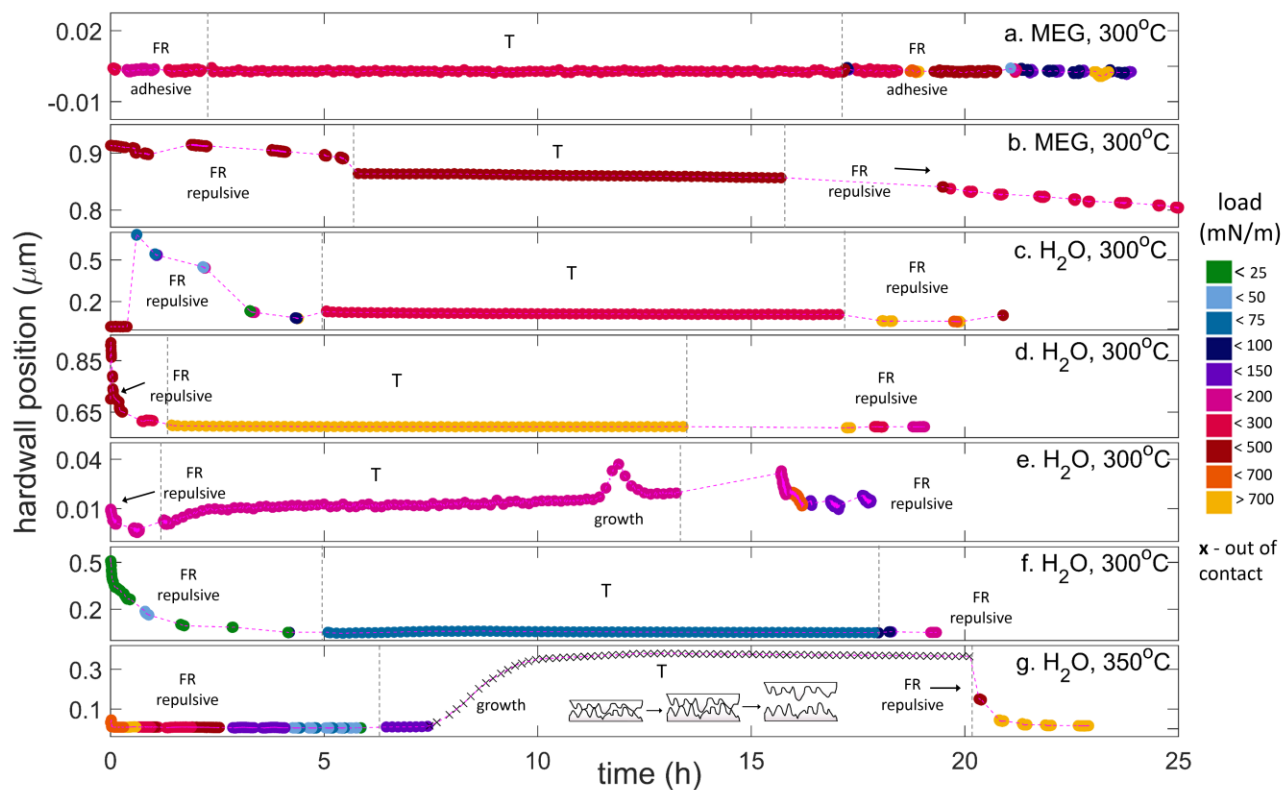 0.02
-0.01
FR
adhesive
T
FR
adhesive
a. MEG, 300°C
0.9
0.8
FR
repulsive
T
FR
repulsive
b. MEG, 300°C
0.5
0.2
FR
repulsive
T
FR
repulsive
c. H₂O, 300°C
0.85
0.65
FR
repulsive
T
FR
repulsive
d. H₂O, 300°C
0.04
0.01
FR
repulsive
T
growth
FR
repulsive
e. H₂O, 300°C
0.5
0.2
FR
repulsive
T
FR
repulsive
f. H₂O, 300°C
0.3
0.1
FR
repulsive
growth
T
FR
repulsive
g. H₂O, 350°C
0 5 10 15 20 25
time (h)
hardwall position (μm)
load
(mN/m)
< 25
< 50
< 75
< 100
< 150
< 200
< 300
< 500
< 700
> 700
x - out of
contact